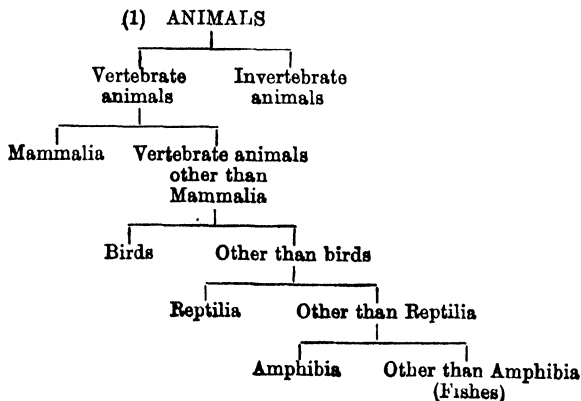 (1) ANIMALS
Vertebrate animals
Invertebrate animals
Mammalia
Vertebrate animals other than Mammalia
Birds
Other than birds
Reptilia
Other than Reptilia
Amphibia
Other than Amphibia (Fishes)